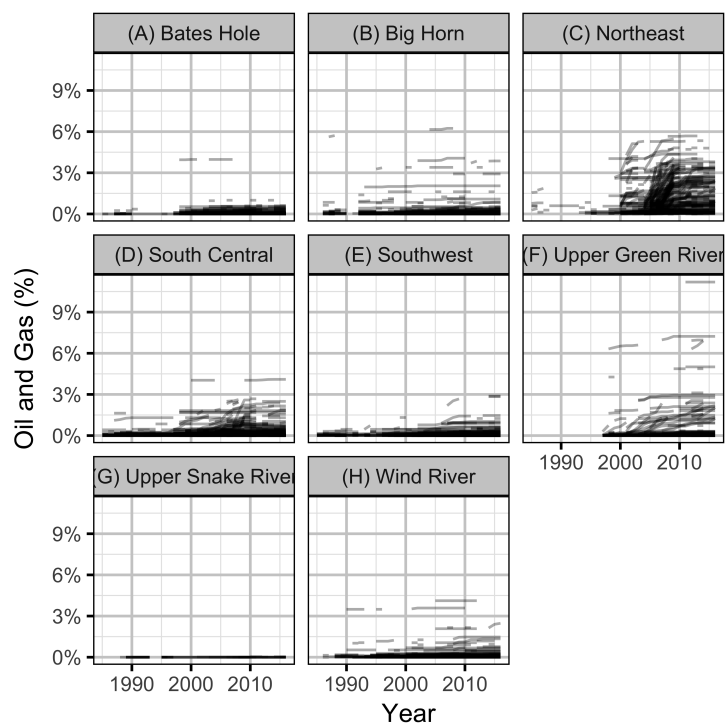 (A) Bates Hole
(B) Big Horn
(C) Northeast
9%
6%
3%
0%
(D) South Central
(E) Southwest
(F) Upper Green River
9%
6%
3%
0%
1990 2000 2010
(G) Upper Snake River
(H) Wind River
9%
6%
3%
0%
1990 2000 2010
1990 2000 2010
Oil and Gas (%)
Year